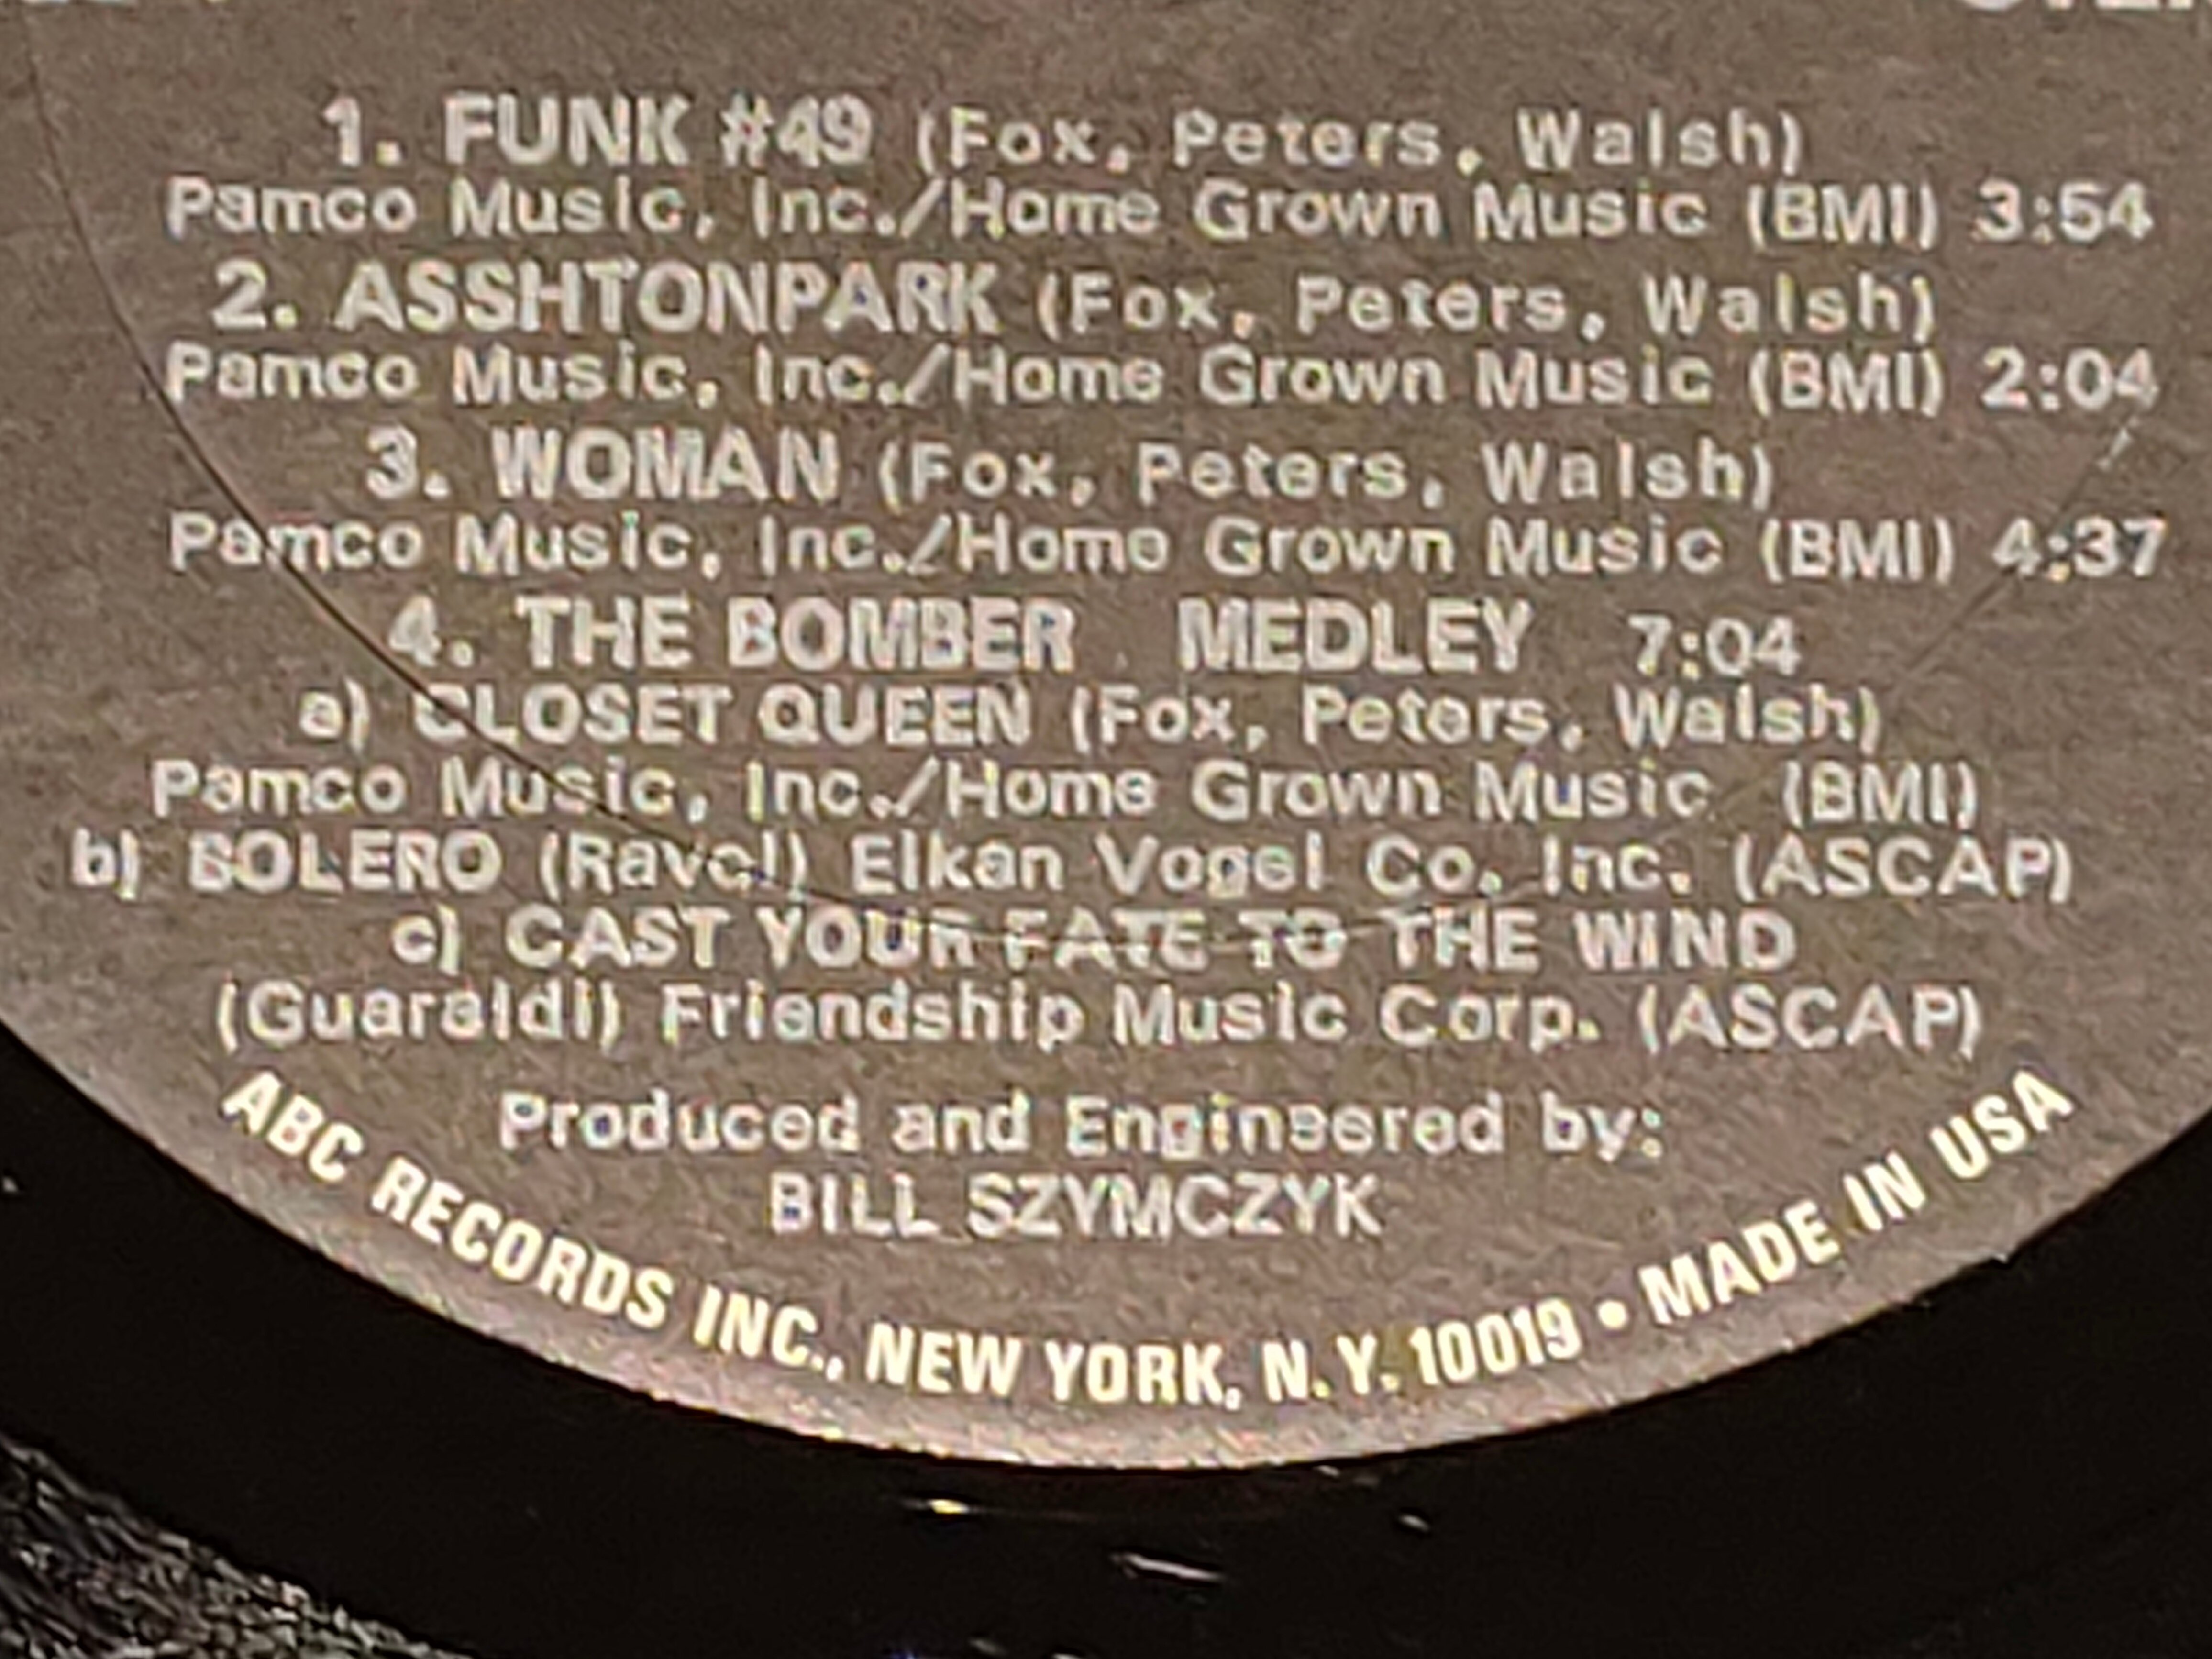 1. FUNK #49 (Fox, Peters, Walsh)
Pamco Music, Inc./Home Grown Music (BMI) 3:54
2. ASSHTONPARK (Fox, Peters, Walsh)
Pamco Music, Inc./Home Grown Music (BMI) 2:04
3. WOMAN (Fox, Peters, Walsh)
Pamco Music, Inc./Home Grown Music (BMI) 4:37
4. THE BOMBER MEDLEY 7:04
a) CLOSET QUEEN (Fox, Peters, Walsh)
Pamco Music, Inc./Home Grown Music (BMI)
b) BOLERO (Ravel) Elkan Vogel Co. Inc. (ASCAP)
c) CAST YOUR FATE TO THE WIND
(Guaraldi) Friendship Music Corp. (ASCAP)
Produced and Engineered by:
BILL SZYMCZYK
ABC RECORDS INC., NEW YORK, N.Y. 10019 • MADE IN USA